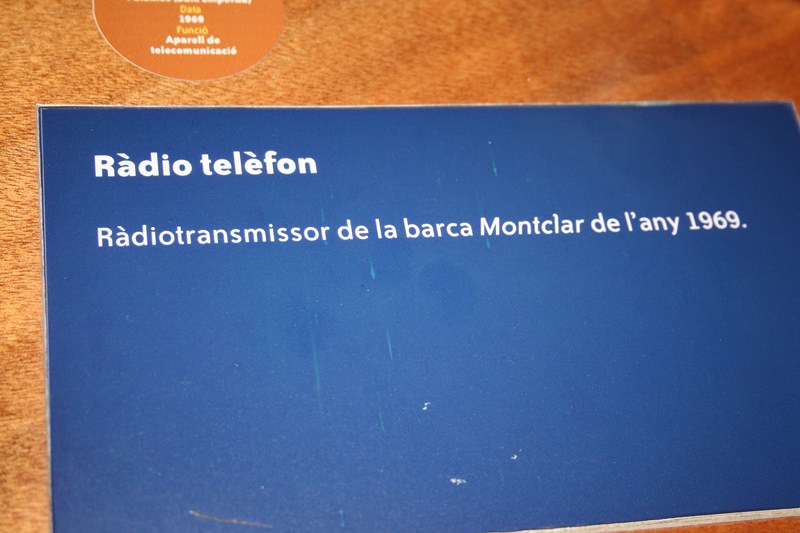 Data
1969
Funció
Aparell de
telecomunicació
Ràdio telèfon
Ràdiotransmissor de la barca Montclar de l'any 1969.